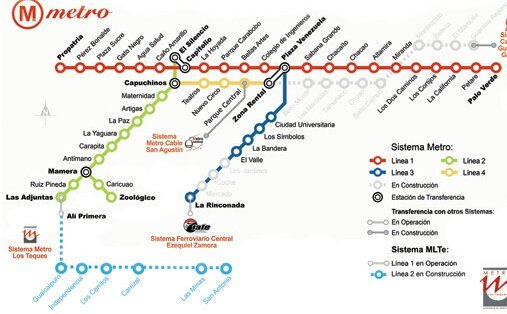 M metro
Propatria
Pérez Bonalde
Plaza Sucre
Gato Negro
Agua Salud
Caño Amarillo
El Silencio
Capitolio
La Hoyada
Parque Carabobo
Bellas Artes
Colegio de Ingenieros
Plaza Venezuela
Sabana Grande
Chacaíto
Chacao
Altamira
Miranda
Los Dos Caminos
Los Cortijos
La California
Petare
Palo Verde
Capuchinos
Teatros
Nuevo Circo
Parque Central
Zona Rental
Maternidad
Artigas
La Paz
La Yaguara
Carapita
Antímano
Mamera
Ruiz Pineda
Caricuao
Las Adjuntas
Zoológico
Alí Primera
Sistema
Metro Cable
San Agustín
Ciudad Universitaria
Los Símbolos
La Bandera
El Valle
Los Jardines
Coche
Mercado
La Rinconada
Sistema Ferroviario Central
Ezequiel Zamora
Sistema Metro
Los Teques
Guaicaipuro
Independencia
Los Cerritos
Carrizal
Las Minas
San Antonio
Sistema Metro:
Línea 1
Línea 2
Línea 3
Línea 4
En Construcción
Estación de Transferencia
Transferencia con otros Sistemas:
En Operación
En Construcción
Sistema MLTe:
Línea 1 en Operación
Línea 2 en Construcción